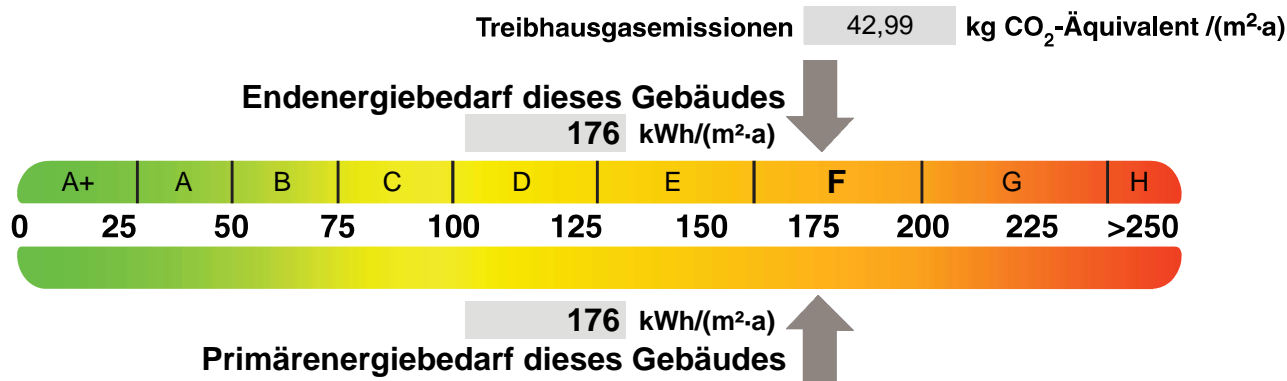 Treibhausgasemissionen 42,99 kg CO₂-Äquivalent /(m²·a)
Endenergiebedarf dieses Gebäudes
176 kWh/(m²·a)
A+ A B C D E F G H
0 25 50 75 100 125 150 175 200 225 >250
176 kWh/(m²·a)
Primärenergiebedarf dieses Gebäudes